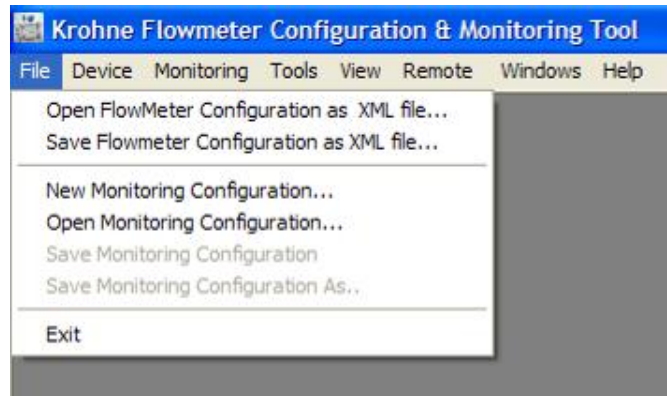 Krohne Flowmeter Configuration & Monitoring Tool
File Device Monitoring Tools View Remote Windows Help
Open FlowMeter Configuration as XML file...
Save Flowmeter Configuration as XML file...
New Monitoring Configuration...
Open Monitoring Configuration...
Save Monitoring Configuration
Save Monitoring Configuration As..
Exit